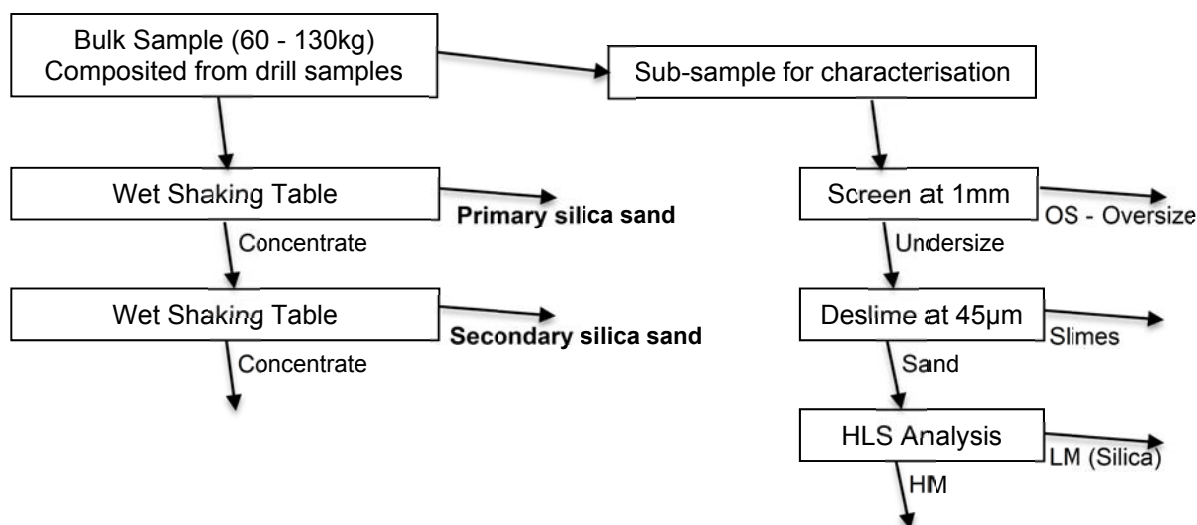 Bulk Sample (60 - 130kg)
Composited from drill samples
Sub-sample for characterisation
Wet Shaking Table
Primary silica sand
Concentrate
Wet Shaking Table
Secondary silica sand
Concentrate
Screen at 1mm
OS - Oversize
Undersize
Deslime at 45µm
Slimes
Sand
HLS Analysis
LM (Silica)
HM